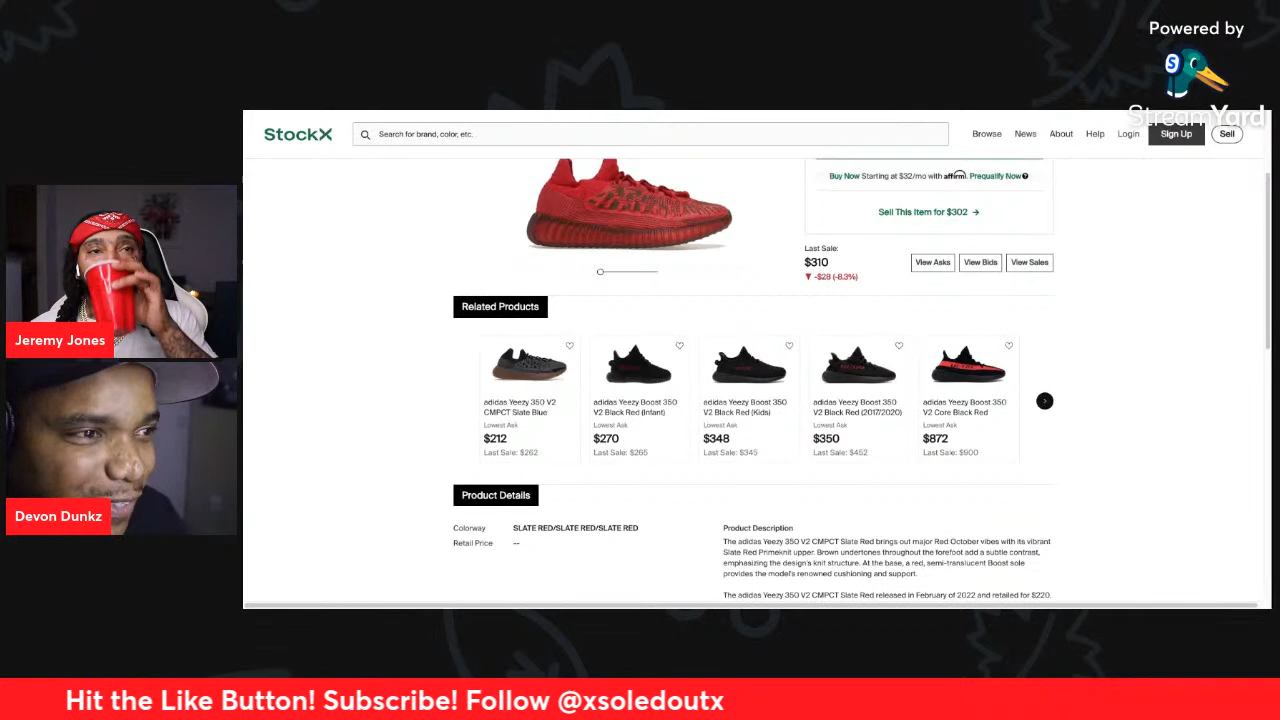 Powered by
StreamYard
StockX
Search for brand, color, etc.
Browse News About Help Login Sign Up Sell
Buy Now Starting at $32/mo with affirm. Prequalify Now
Sell This Item for $302 →
Last Sale:
$310
▼ -$28 (-8.3%)
View Asks View Bids View Sales
Related Products
adidas Yeezy 350 V2
CMPCT Slate Blue
Lowest Ask
$212
Last Sale: $262
adidas Yeezy Boost 350
V2 Black Red (Infant)
Lowest Ask
$270
Last Sale: $265
adidas Yeezy Boost 350
V2 Black Red (Kids)
Lowest Ask
$348
Last Sale: $345
adidas Yeezy Boost 350
V2 Black Red (2017/2020)
Lowest Ask
$350
Last Sale: $452
adidas Yeezy Boost 350
V2 Core Black Red
Lowest Ask
$872
Last Sale: $900
Product Details
Colorway SLATE RED/SLATE RED/SLATE RED
Retail Price --
Product Description
The adidas Yeezy 350 V2 CMPCT Slate Red brings out major Red October vibes with its vibrant
Slate Red Primeknit upper. Brown undertones throughout the forefoot add a subtle contrast,
emphasizing the design's knit structure. At the base, a red, semi-translucent Boost sole
provides the model's renowned cushioning and support.
The adidas Yeezy 350 V2 CMPCT Slate Red released in February of 2022 and retailed for $220.
Jeremy Jones
Devon Dunkz
Hit the Like Button! Subscribe! Follow @xsoledoutx